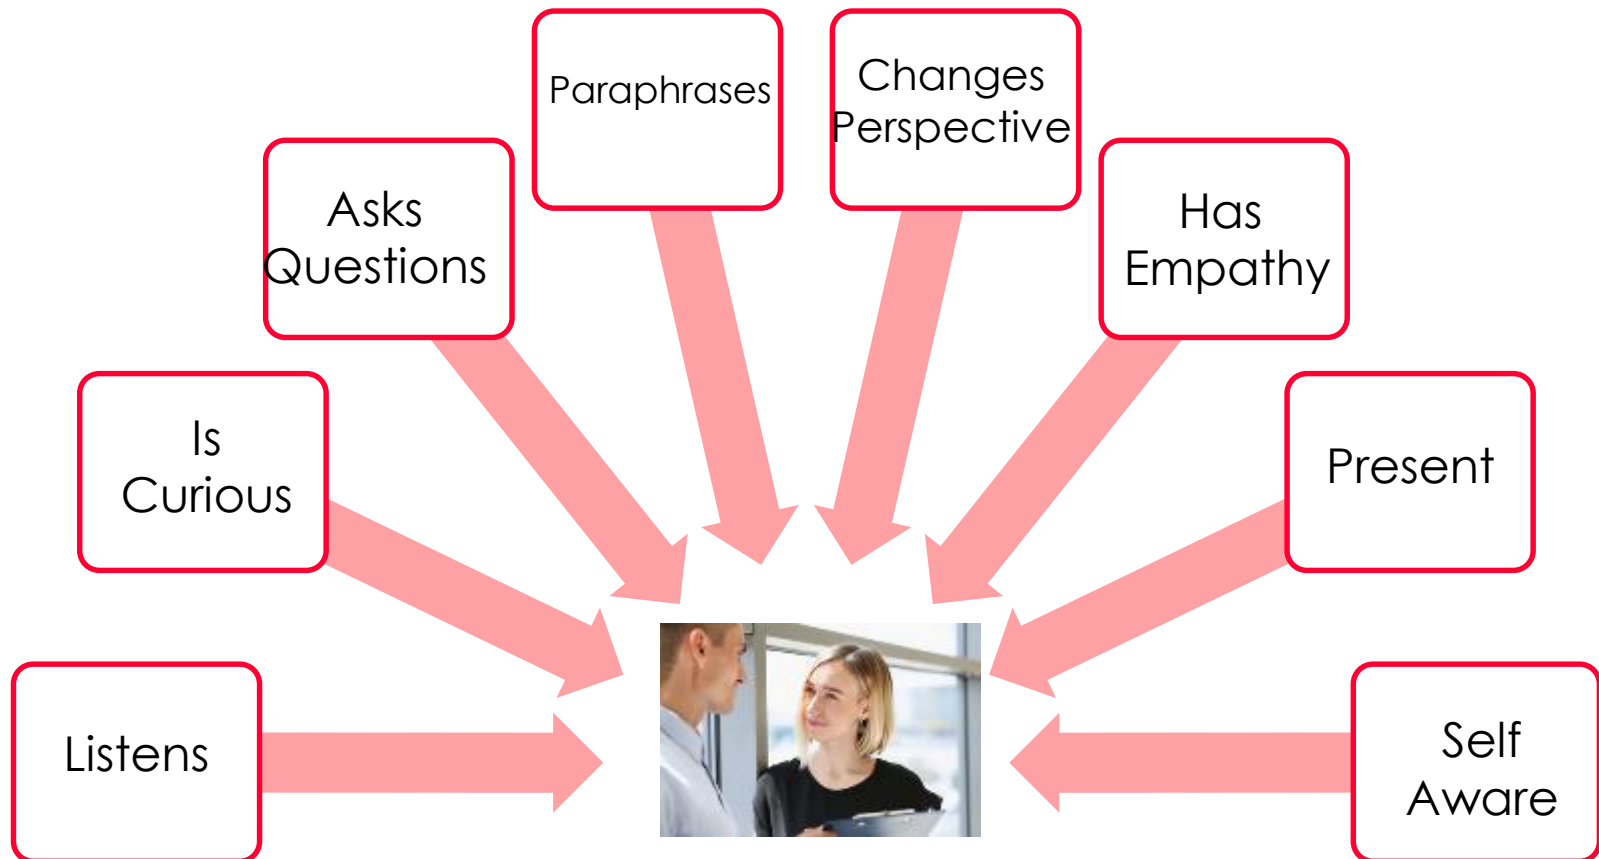 Paraphrases
Changes
Perspective
Asks
Questions
Has
Empathy
Is
Curious
Present
Listens
Self
Aware